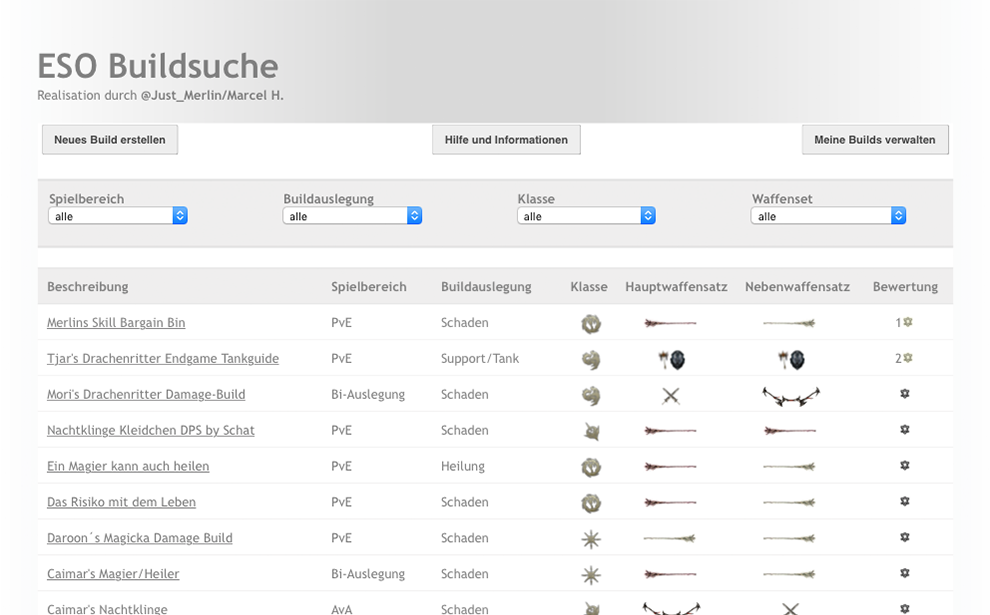 ESO Buildsuche
Realisation durch @Just_Merlin/Marcel H.
Neues Build erstellen Hilfe und Informationen Meine Builds verwalten
Spielbereich Buildauslegung Klasse Waffenset
alle alle alle alle
Beschreibung Spielbereich Buildauslegung Klasse Hauptwaffensatz Nebenwaffensatz Bewertung
Merlins Skill Bargain Bin PvE Schaden 1
Tjar's Drachenritter Endgame Tankguide PvE Support/Tank 2
Mori's Drachenritter Damage-Build Bi-Auslegung Schaden
Nachtklinge Kleidchen DPS by Schat PvE Schaden
Ein Magier kann auch heilen PvE Heilung
Das Risiko mit dem Leben PvE Schaden
Daroon´s Magicka Damage Build PvE Schaden
Caimar's Magier/Heiler Bi-Auslegung Schaden
Caimar's Nachtklinge AvA Schaden